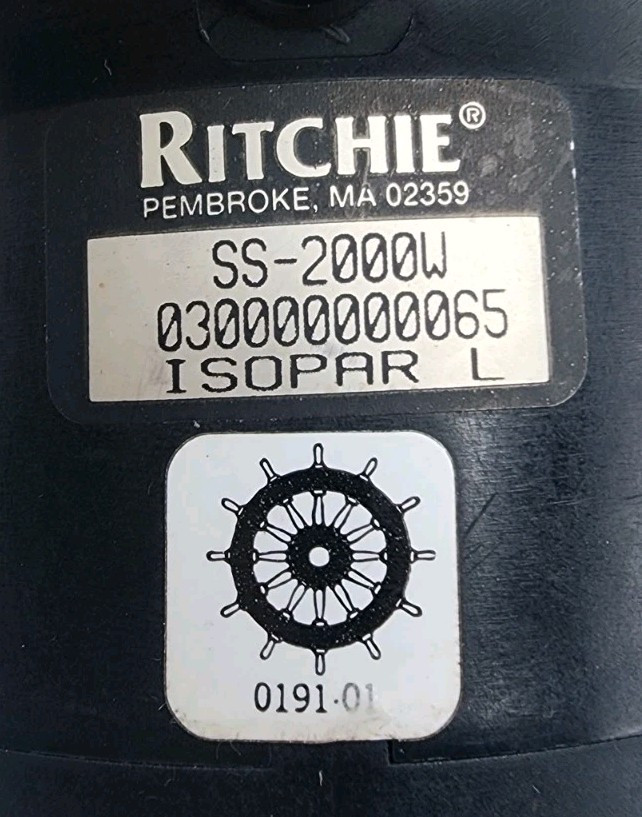 RITCHIE®
PEMBROKE, MA 02359
SS-2000W
030000000065
ISOPAR L
0191·01